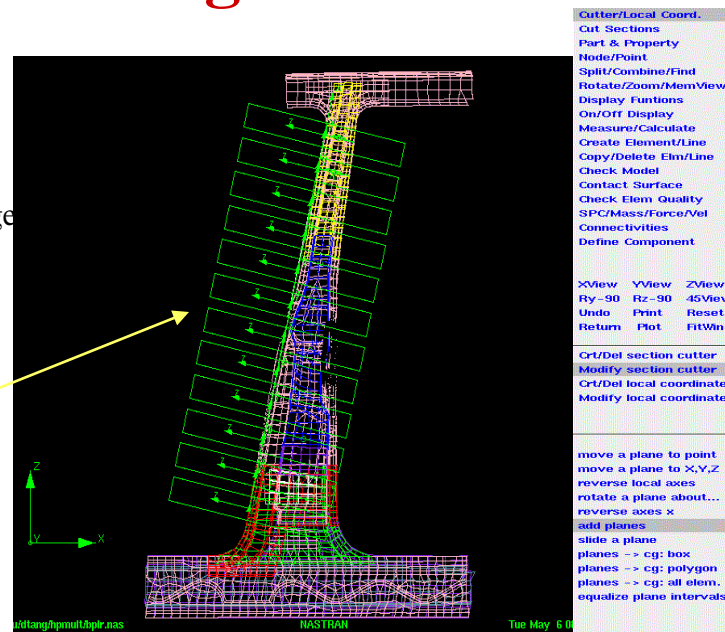 Cutter/Local Coord.
Cut Sections
Part & Property
Node/Point
Split/Combine/Find
Rotate/Zoom/MemView
Display Funtions
On/Off Display
Measure/Calculate
Create Element/Line
Copy/Delete Elm/Line
Check Model
Contact Surface
Check Elem Quality
SPC/Mass/Force/Vel
Connectivities
Define Component
XView YView ZView
Ry-90 Rz-90 45View
Undo Print Reset
Return Plot FitWin
Crt/Del section cutter
Modify section cutter
Crt/Del local coordinate
Modify local coordinate
move a plane to point
move a plane to X,Y,Z
reverse local axes
rotate a plane about...
reverse axes x
add planes
slide a plane
planes -> cg: box
planes -> cg: polygon
planes -> cg: all elem.
equalize plane intervals
Z
Y
X
u/dtang/hpmult/bplr.nas NASTRAN Tue May 6